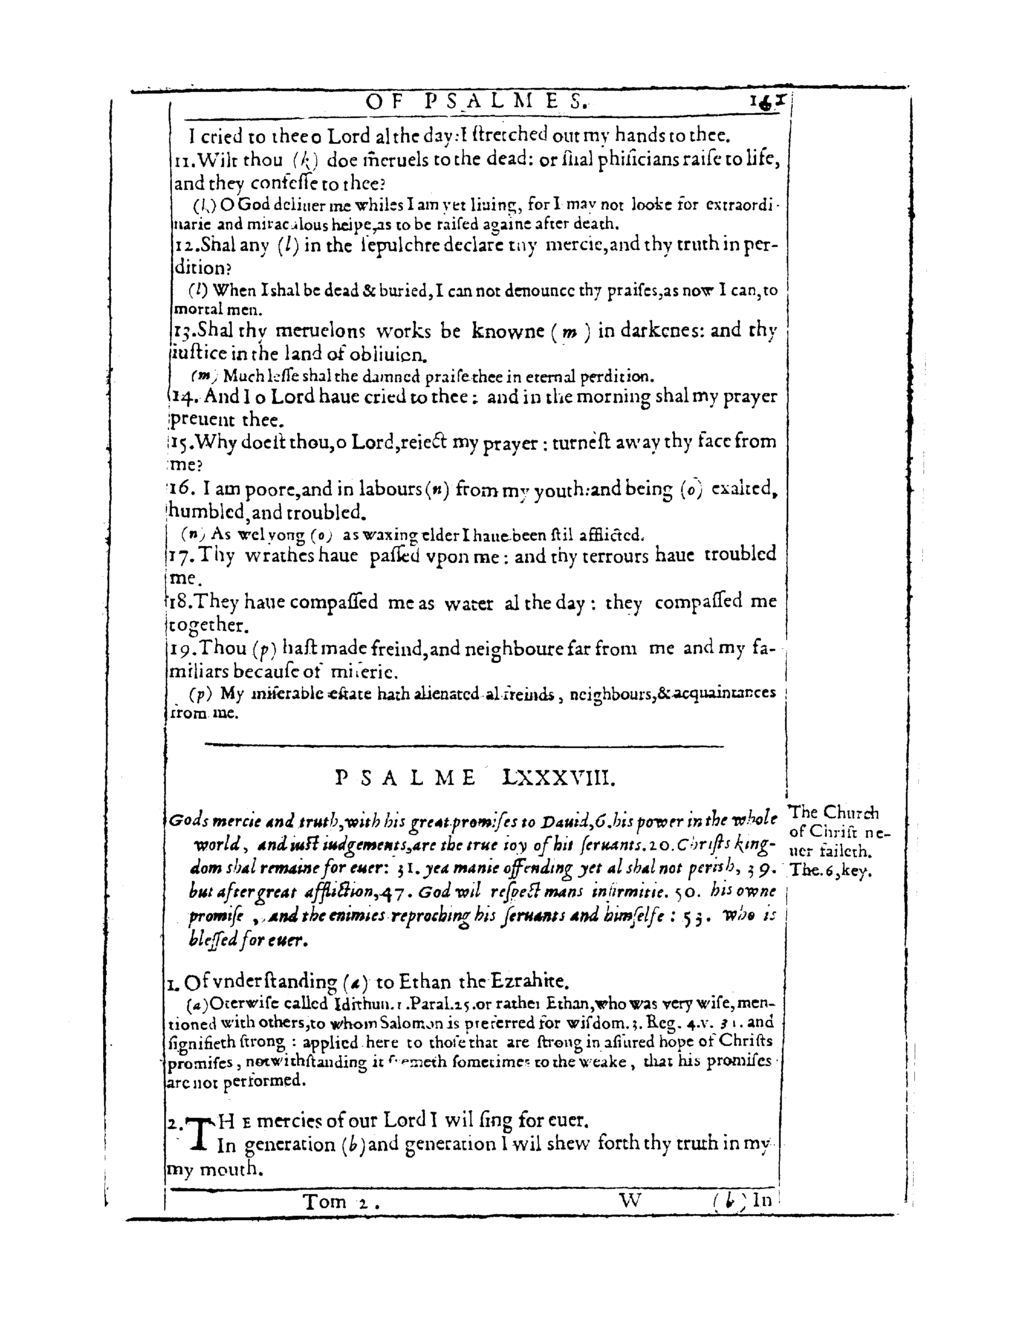 OF PSALMES. 161
I cried to thee o Lord al the day: I ſtretched out my hands to thee.
11. Wilt thou (k) doe meruels to the dead: or ſhal phiſicians raiſe to life,
and they confeſſe to thee?
(k) O God deliuer me whiles I am yet liuing, for I may not looke for extraordi-
narie and miraculous helpe, as to be raiſed againe after death.
12. Shal any (l) in the ſepulchre declare thy mercie, and thy truth in per-
dition?
(l) When I shal be dead & buried, I can not denounce thy praiſes, as now I can, to
mortal men.
13. Shal thy meruelons works be knowne (m) in darkenes: and thy
iuſtice in the land of obliuion.
(m) Much leſſe shal the damned praiſe thee in eternal perdition.
14. And I o Lord haue cried to thee: and in the morning shal my prayer
preuent thee.
15. Why doeſt thou, o Lord, reiect my prayer: turneſt away thy face from
me?
16. I am poore, and in labours (n) from my youth: and being (o) exalted,
humbled, and troubled.
(n) As wel yong (o) as waxing elder I haue been ſtil afflicted.
17. Thy wrathes haue paſſed vpon me: and thy terrours haue troubled
me.
18. They haue compaſſed me as water al the day: they compaſſed me
together.
19. Thou (p) haſt made freind, and neighboure far from me and my fa-
miliars becauſe of miſerie.
(p) My miſerable eſtate hath alienated al freinds, neighbours, & acquaintances
from me.
PSALME LXXXVIII.
Gods mercie and truth, with his great promiſes to Dauid, 6. his power in the whole
world, and iuſt iudgements, are the true ioy of his ſeruants. 20. Chriſts king-
dom shal remaine for euer: 31. yea manie offending yet al shal not perish, 39.
but after great affliction, 47. God wil reſpect mans infirmitie. 50. his owne
promiſe, and the enimies reproching his ſeruants and himſelfe: 53. who is
bleſſed for euer.
The Church
of Chriſt ne-
uer faileth.
The. 6, key.
1. Of vnderſtanding (a) to Ethan the Ezrahite.
(a) Oterwiſe called Idithun. 1. Paral. 25. or rather Ethan, who was very wiſe, men-
tioned with others, to whom Salomon is preferred for wiſdom. 3. Reg. 4. v. 31. and
ſignifieth ſtrong: applied here to thoſe that are ſtrong in aſſured hope of Chriſts
promiſes, notwithſtanding it ſeemeth ſometimes to the weake, that his promiſes
are not performed.
2. THE mercies of our Lord I wil ſing for euer.
In generation (b) and generation I wil shew forth thy truth in my
my mouth.
Tom 2. W (b) In